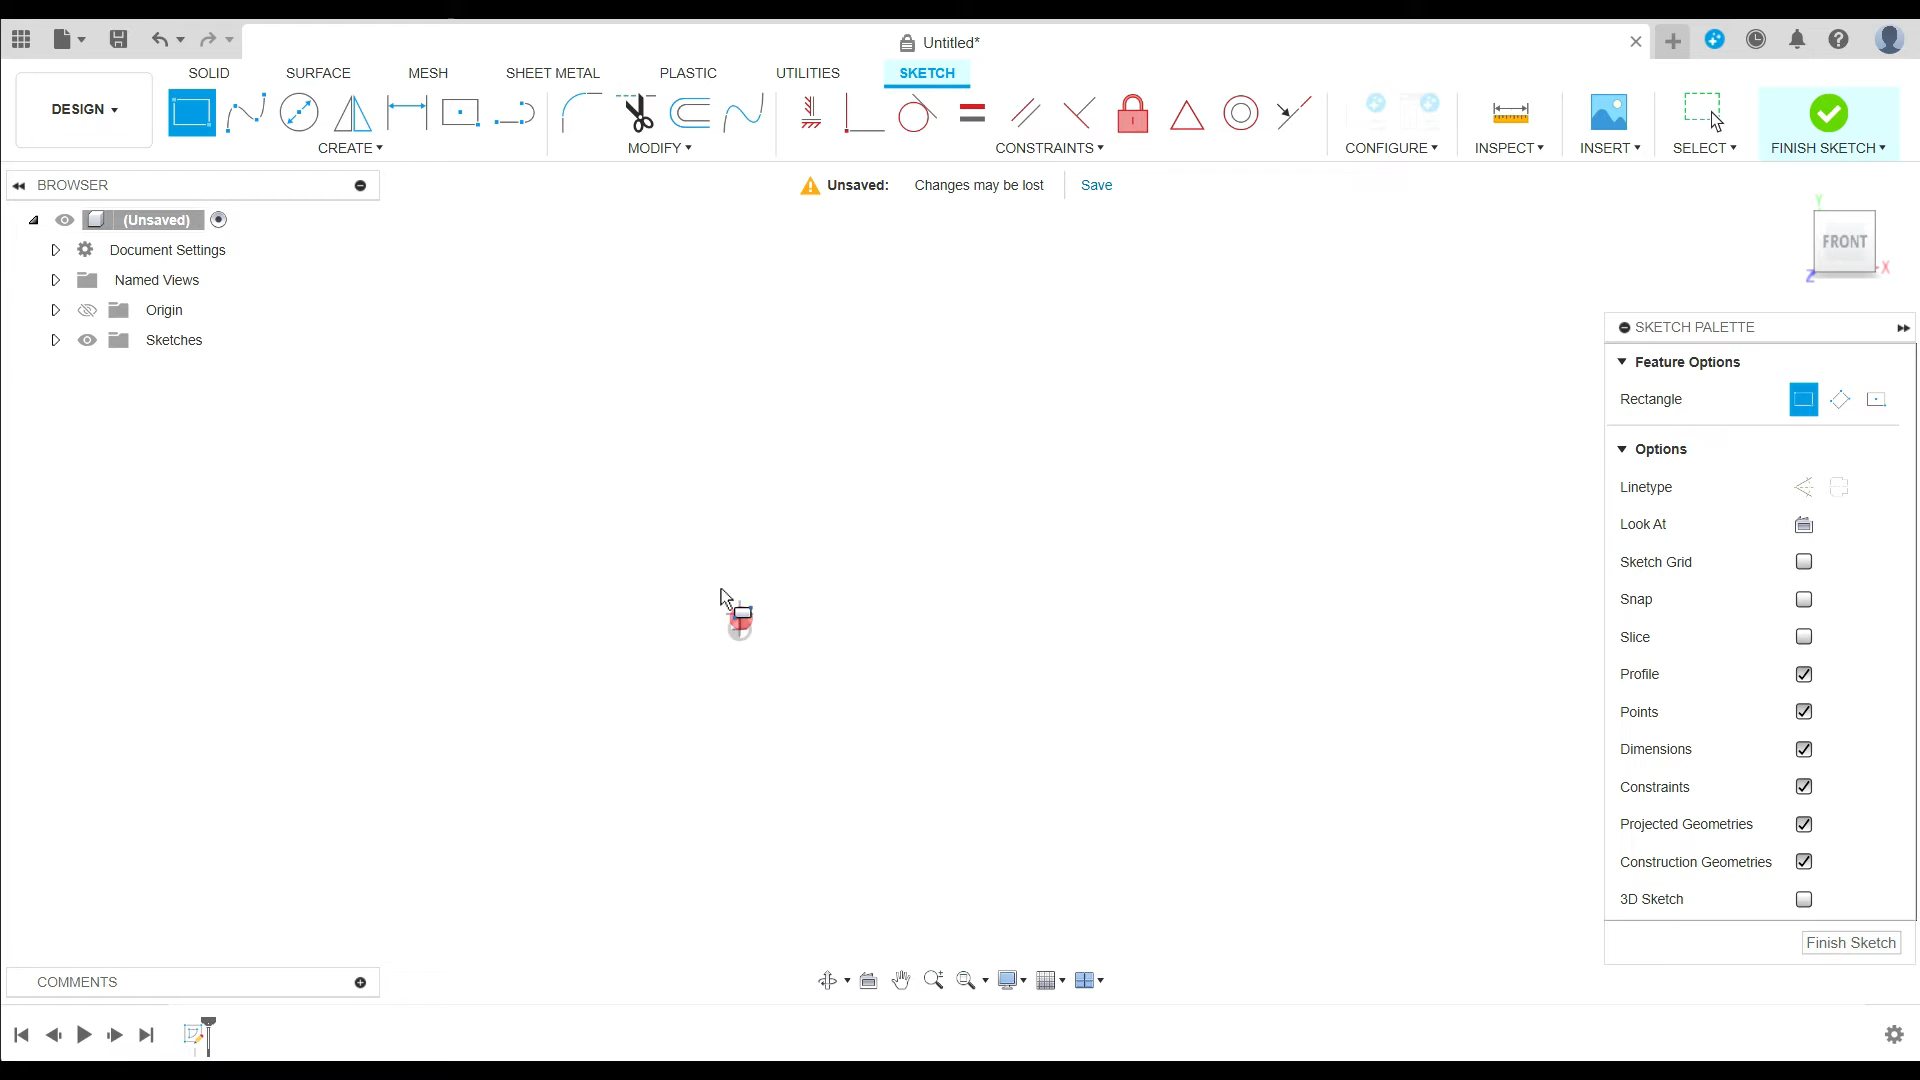 Untitled*
SOLID SURFACE MESH SHEET METAL PLASTIC UTILITIES SKETCH
DESIGN
CREATE MODIFY CONSTRAINTS CONFIGURE INSPECT INSERT SELECT FINISH SKETCH
BROWSER
Unsaved: Changes may be lost Save
(Unsaved)
Document Settings
Named Views
Origin
Sketches
Y
FRONT
X
Z
SKETCH PALETTE
Feature Options
Rectangle
Options
Linetype
Look At
Sketch Grid
Snap
Slice
Profile
Points
Dimensions
Constraints
Projected Geometries
Construction Geometries
3D Sketch
Finish Sketch
COMMENTS